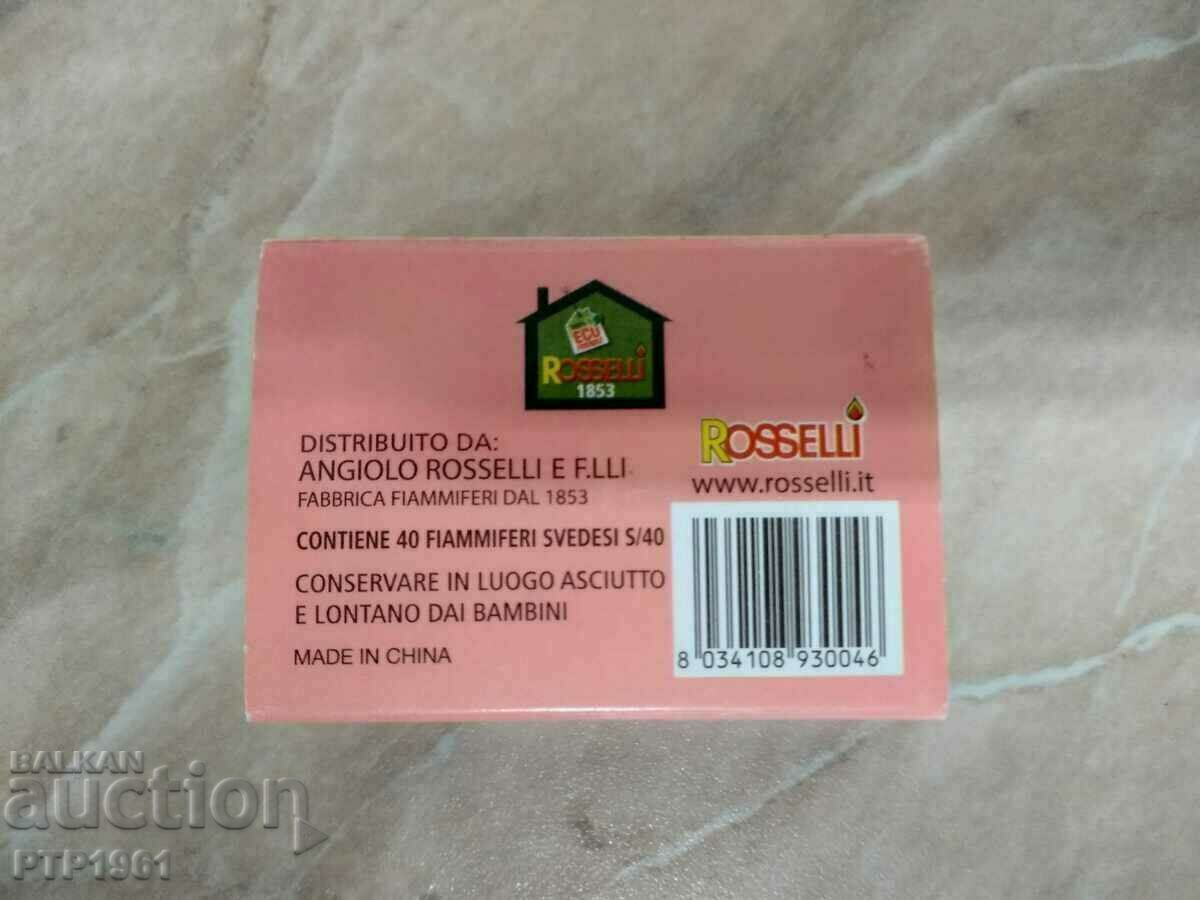 ECU
ROSSELLI
1853
DISTRIBUITO DA:
ANGIOLO ROSSELLI E F.LLI
FABBRICA FIAMMIFERI DAL 1853
CONTIENE 40 FIAMMIFERI SVEDESI S/40
CONSERVARE IN LUOGO ASCIUTTO
E LONTANO DAI BAMBINI
MADE IN CHINA
ROSSELLI
www.rosselli.it
8 034108 930046
BALKAN
auction
PTP1961